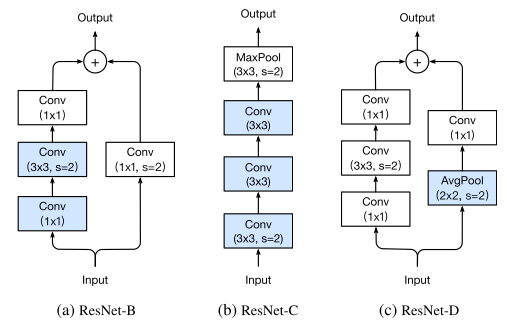 Output
+
Conv
(1x1)
Conv
(3x3, s=2)
Conv
(1x1)
Conv
(1x1, s=2)
Input
(a) ResNet-B
Output
MaxPool
(3x3, s=2)
Conv
(3x3)
Conv
(3x3)
Conv
(3x3, s=2)
Input
(b) ResNet-C
Output
+
Conv
(1x1)
Conv
(3x3, s=2)
Conv
(1x1)
Conv
(1x1)
AvgPool
(2x2, s=2)
Input
(c) ResNet-D